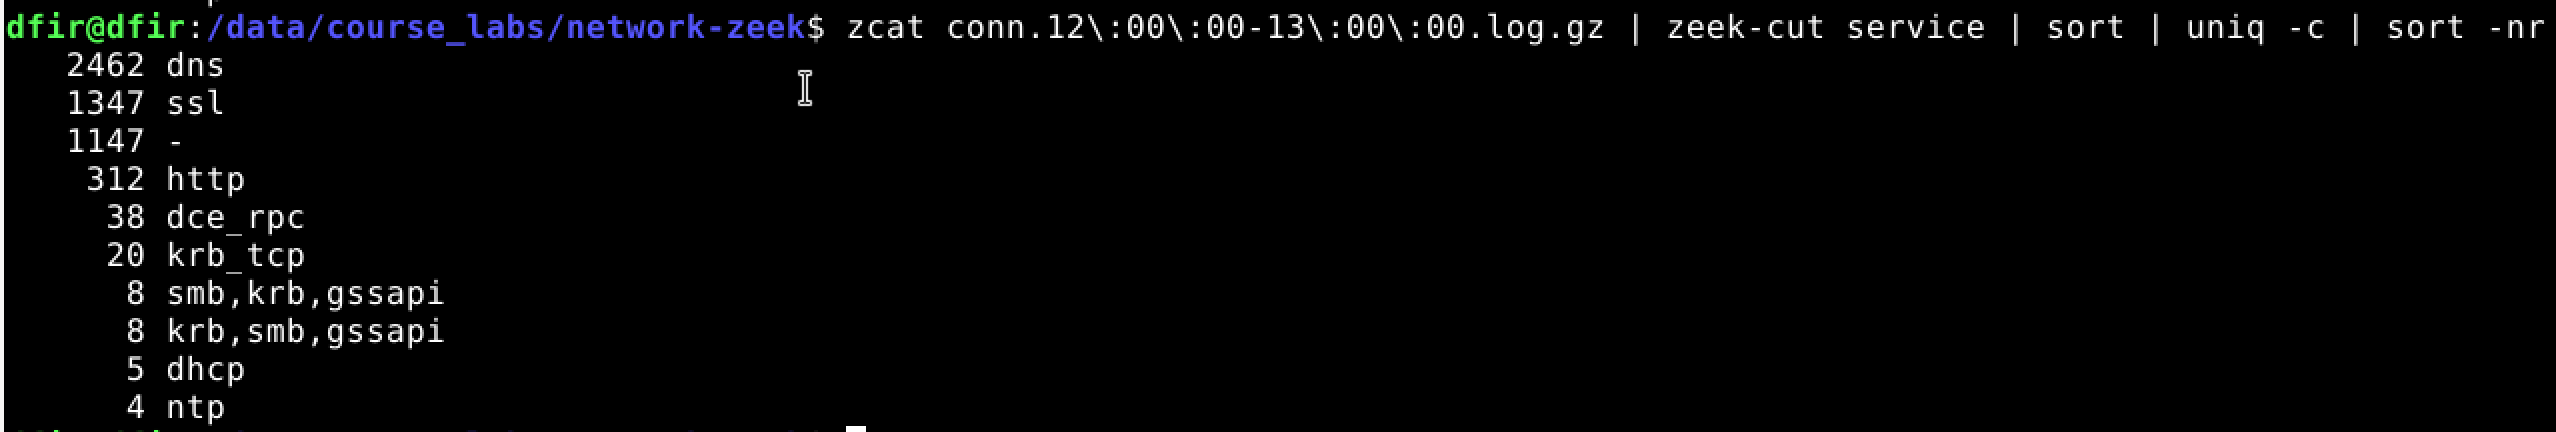 dfir@dfir:/data/course_labs/network-zeek$ zcat conn.12\:00\:00-13\:00\:00.log.gz | zeek-cut service | sort | uniq -c | sort -nr
2462 dns
1347 ssl
1147 -
312 http
38 dce_rpc
20 krb_tcp
8 smb,krb,gssapi
8 krb,smb,gssapi
5 dhcp
4 ntp